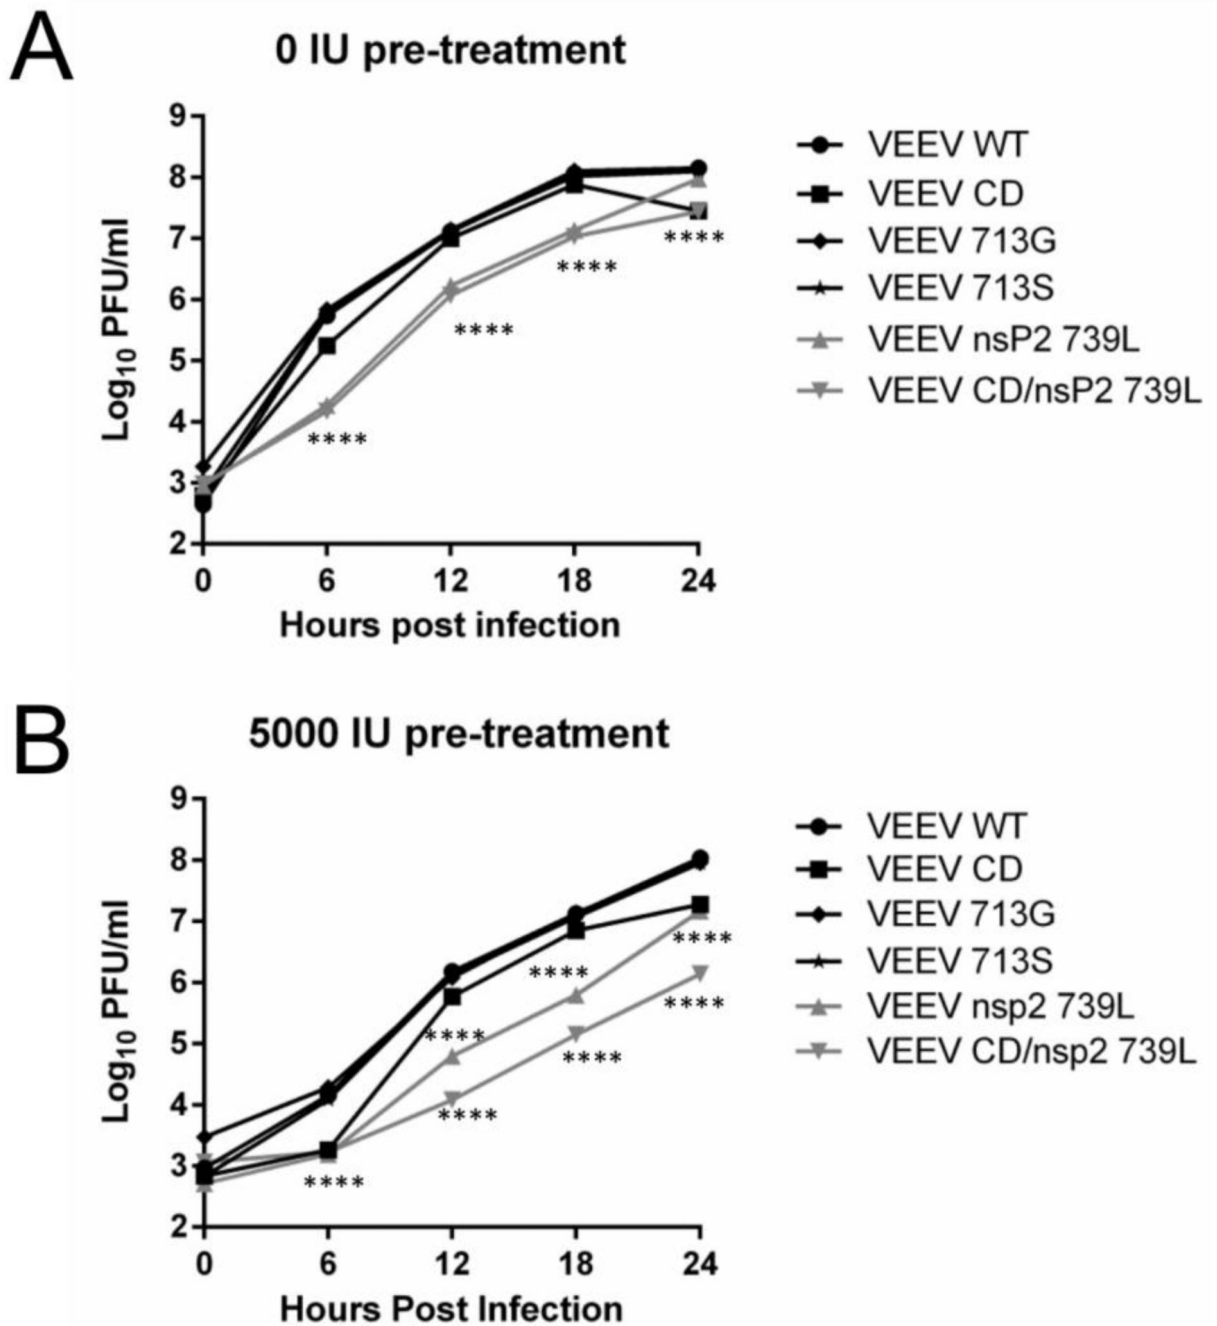 A
0 IU pre-treatment
9
8
7
6
5
4
3
2
Log10 PFU/ml
0 6 12 18 24
Hours post infection
VEEV WT
VEEV CD
VEEV 713G
VEEV 713S
VEEV nsP2 739L
VEEV CD/nsP2 739L
****
****
****
****
B
5000 IU pre-treatment
9
8
7
6
5
4
3
2
Log10 PFU/ml
0 6 12 18 24
Hours Post Infection
VEEV WT
VEEV CD
VEEV 713G
VEEV 713S
VEEV nsp2 739L
VEEV CD/nsp2 739L
****
****
****
****
****
****
****